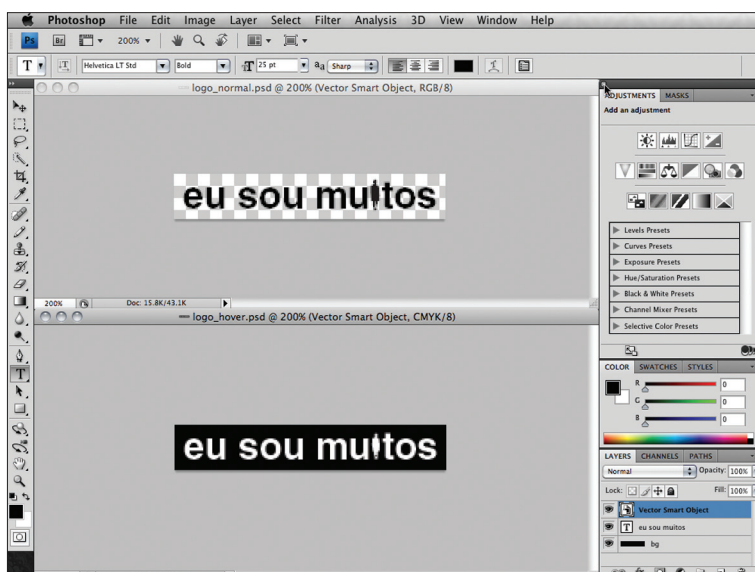 Photoshop File Edit Image Layer Select Filter Analysis 3D View Window Help
Ps Br 200%
T T Helvetica LT Std Bold T 25 pt aa Sharp
logo_normal.psd @ 200% (Vector Smart Object, RGB/8)
eu sou muitos
200% Doc: 15.8K/43.1K
logo_hover.psd @ 200% (Vector Smart Object, CMYK/8)
eu sou muitos
T
ADJUSTMENTS MASKS
Add an adjustment
Levels Presets
Curves Presets
Exposure Presets
Hue/Saturation Presets
Black & White Presets
Channel Mixer Presets
Selective Color Presets
COLOR SWATCHES STYLES
R 0
G 0
B 0
LAYERS CHANNELS PATHS
Normal Opacity: 100%
Lock: Fill: 100%
Vector Smart Object
T eu sou muitos
bg